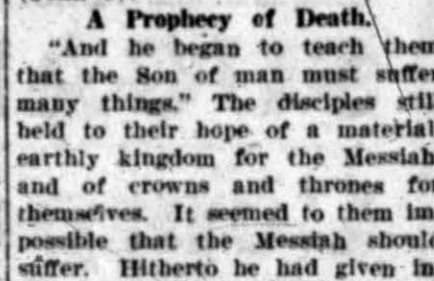 A Prophecy of Death.
"And he began to teach them
that the Son of man must suffer
many things." The disciples still
held to their hope of a material
earthly kingdom for the Messiah
and of crowns and thrones for
themselves. It seemed to them im
possible that the Messiah should
suffer. Hitherto he had given in